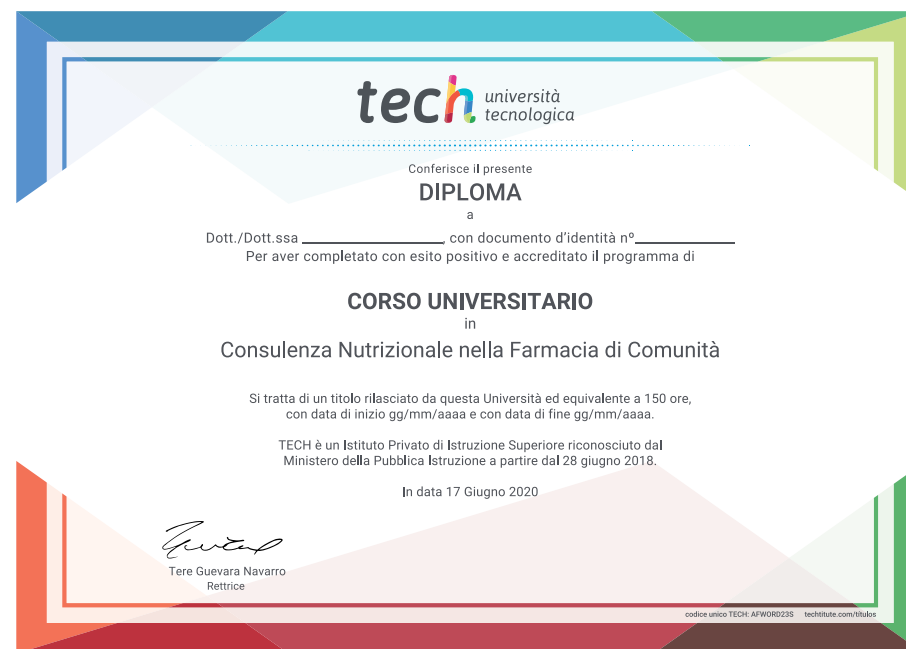 tech università
tecnologica
Conferisce il presente
DIPLOMA
a
Dott./Dott.ssa ________________, con documento d'identità nº____________
Per aver completato con esito positivo e accreditato il programma di
CORSO UNIVERSITARIO
in
Consulenza Nutrizionale nella Farmacia di Comunità
Si tratta di un titolo rilasciato da questa Università ed equivalente a 150 ore,
con data di inizio gg/mm/aaaa e con data di fine gg/mm/aaaa.
TECH è un Istituto Privato di Istruzione Superiore riconosciuto dal
Ministero della Pubblica Istruzione a partire dal 28 giugno 2018.
In data 17 Giugno 2020
Tere Guevara Navarro
Rettrice
codice unico TECH: AFWORD23S techtitute.com/titulos